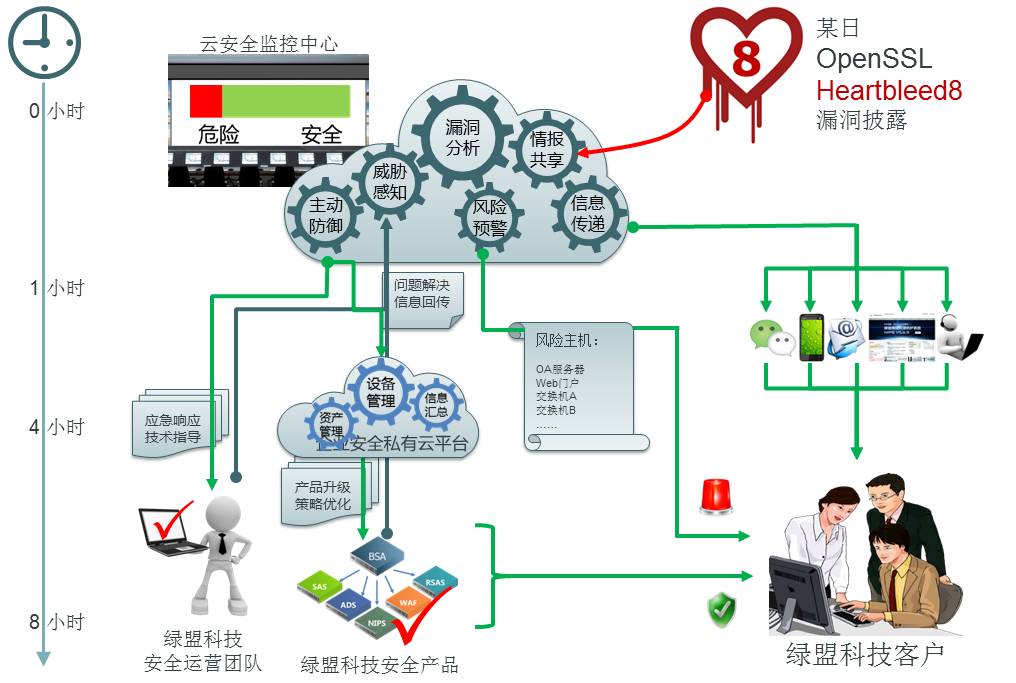 云安全监控中心
危险
安全
8
某日
OpenSSL
Heartbleed8
漏洞披露
0 小时
1 小时
4 小时
8 小时
漏洞
分析
情报
共享
威胁
感知
主动
防御
风险
预警
信息
传递
问题解决
信息回传
风险主机：
OA服务器
Web门户
交换机A
交换机B
……
设备
管理
信息
汇总
资产
管理
企业安全私有云平台
应急响应
技术指导
产品升级
策略优化
BSA
SAS
RSAS
ADS
WAF
NIPS
@
绿盟科技
安全运营团队
绿盟科技安全产品
绿盟科技客户